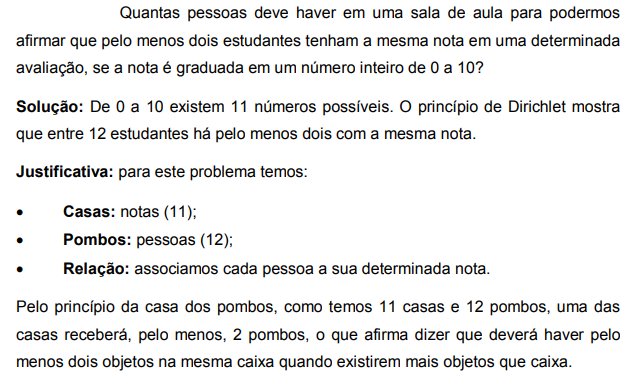 Quantas pessoas deve haver em uma sala de aula para podermos
afirmar que pelo menos dois estudantes tenham a mesma nota em uma determinada
avaliação, se a nota é graduada em um número inteiro de 0 a 10?
Solução: De 0 a 10 existem 11 números possíveis. O princípio de Dirichlet mostra
que entre 12 estudantes há pelo menos dois com a mesma nota.
Justificativa: para este problema temos:
• Casas: notas (11);
• Pombos: pessoas (12);
• Relação: associamos cada pessoa a sua determinada nota.
Pelo princípio da casa dos pombos, como temos 11 casas e 12 pombos, uma das
casas receberá, pelo menos, 2 pombos, o que afirma dizer que deverá haver pelo
menos dois objetos na mesma caixa quando existirem mais objetos que caixa.